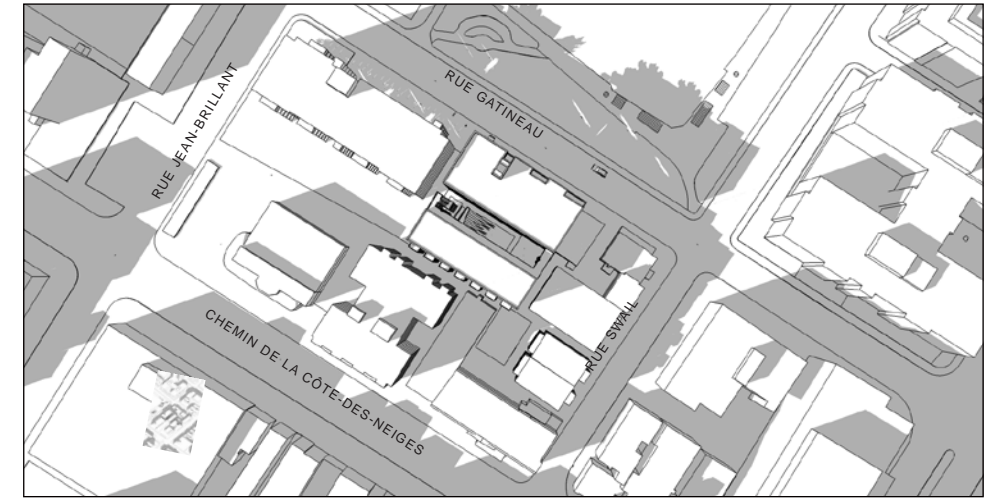 RUE GATINEAU
RUE JEAN-BRILLANT
RUE SWAIL
CHEMIN DE LA CÔTE-DES-NEIGES